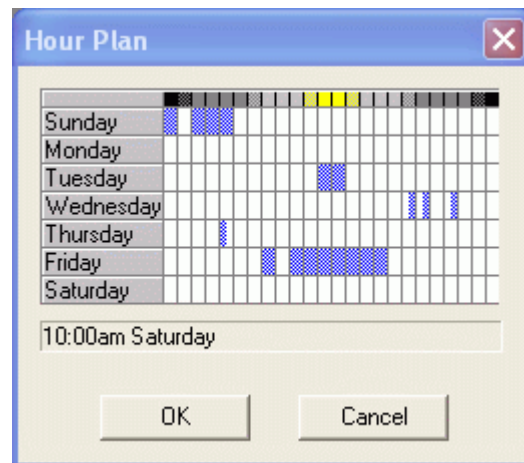 Hour Plan
Sunday
Monday
Tuesday
Wednesday
Thursday
Friday
Saturday
10:00am Saturday
OK
Cancel